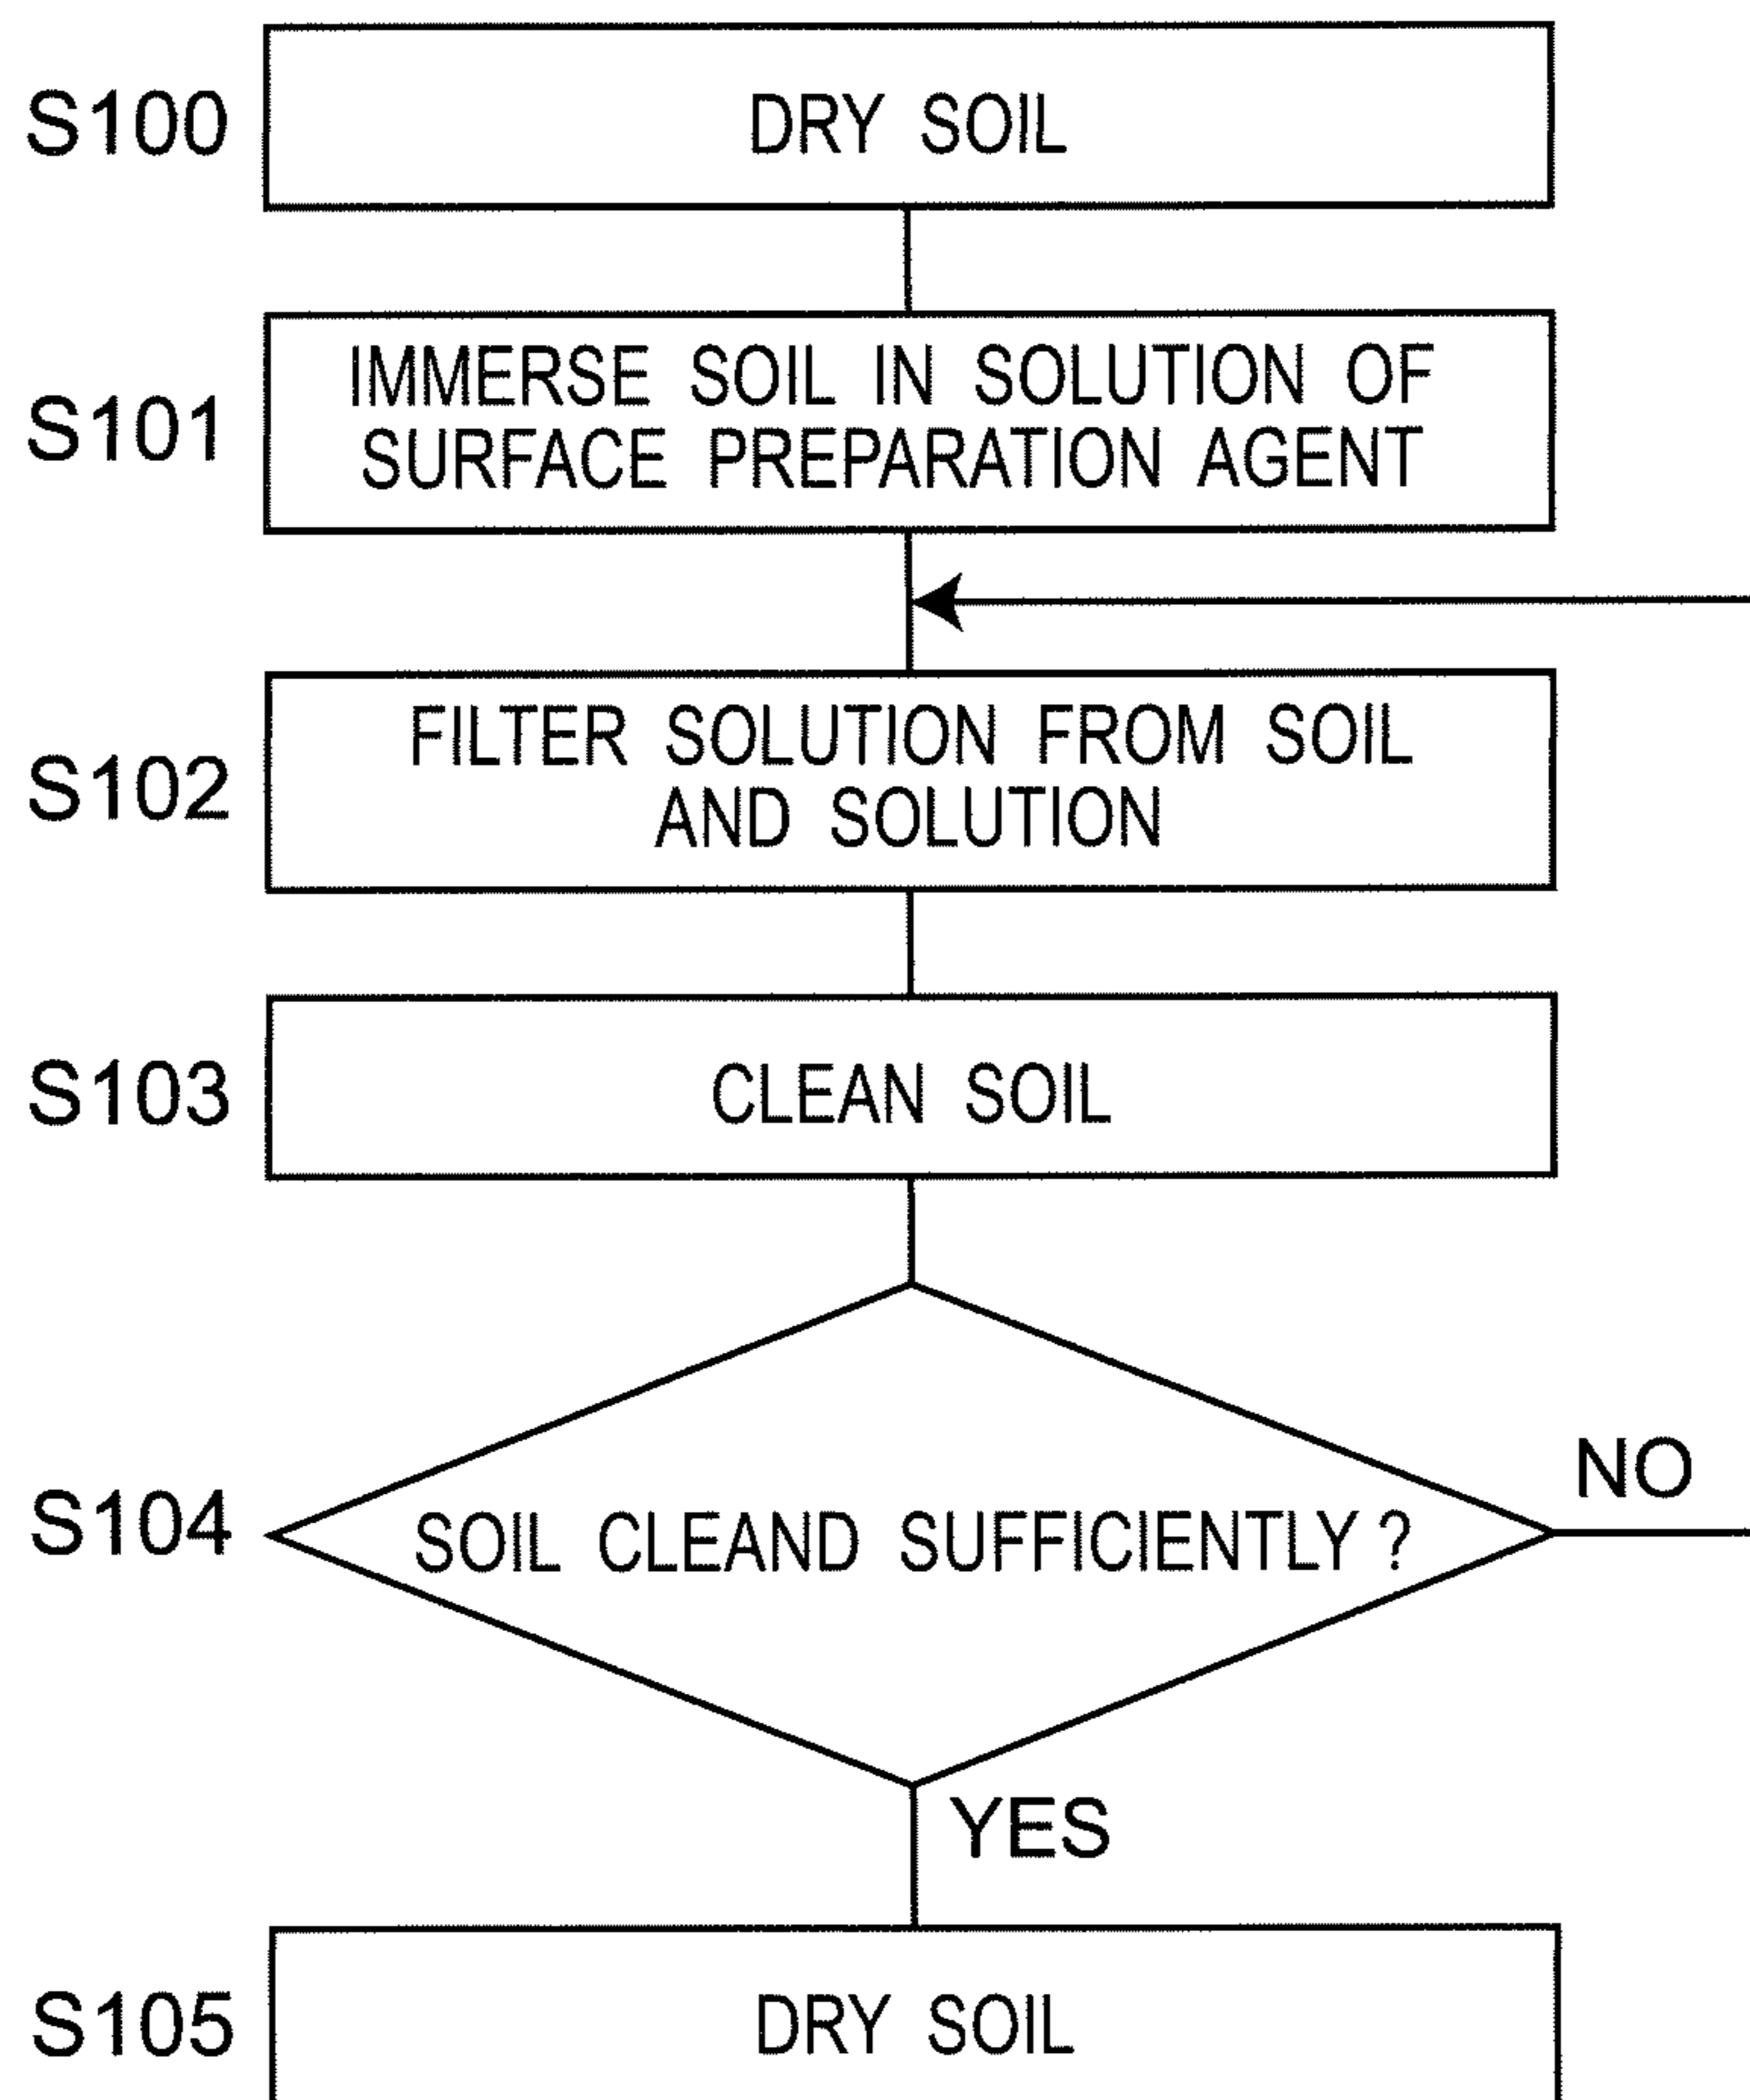 S100
DRY SOIL
S101
IMMERSE SOIL IN SOLUTION OF
SURFACE PREPARATION AGENT
S102
FILTER SOLUTION FROM SOIL
AND SOLUTION
S103
CLEAN SOIL
S104
SOIL CLEAND SUFFICIENTLY ?
NO
YES
S105
DRY SOIL